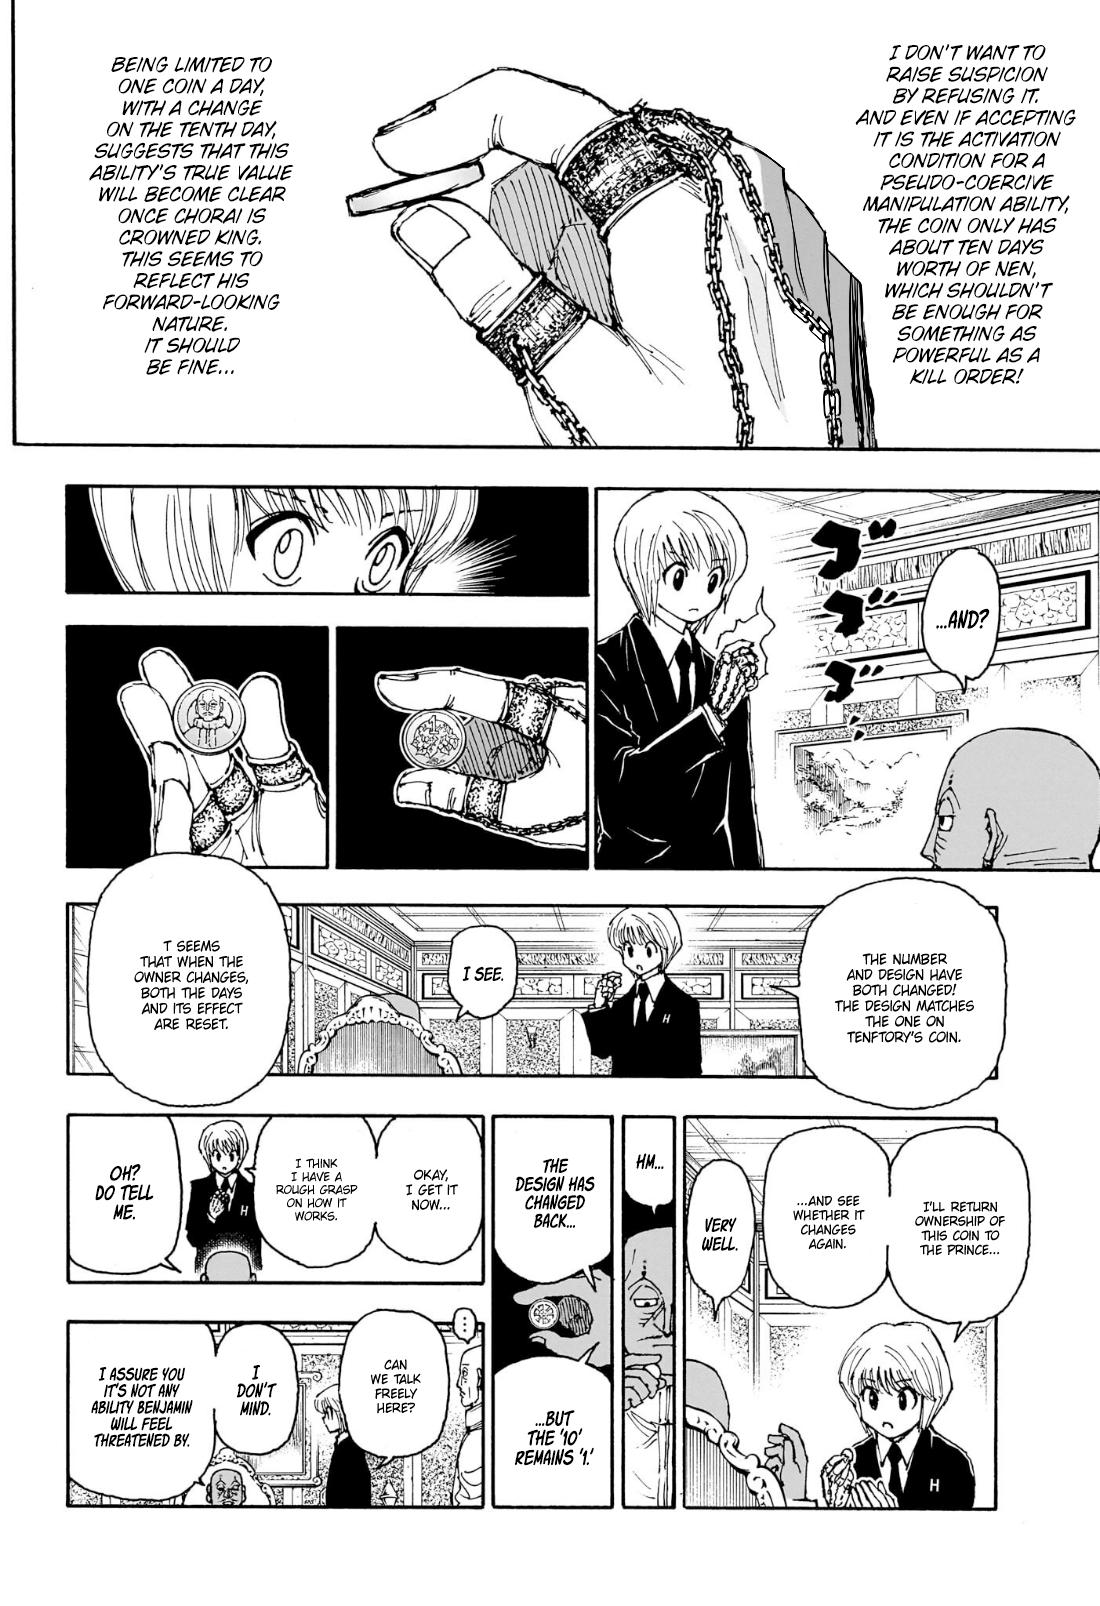 I DON'T WANT TO
RAISE SUSPICION
BY REFUSING IT.
AND EVEN IF ACCEPTING
IT IS THE ACTIVATION
CONDITION FOR A
PSEUDO-COERCIVE
MANIPULATION ABILITY,
THE COIN ONLY HAS
ABOUT TEN DAYS
WORTH OF NEN,
WHICH SHOULDN'T
BE ENOUGH FOR
SOMETHING AS
POWERFUL AS A
KILL ORDER!
BEING LIMITED TO
ONE COIN A DAY,
WITH A CHANGE
ON THE TENTH DAY,
SUGGESTS THAT THIS
ABILITY'S TRUE VALUE
WILL BECOME CLEAR
ONCE CHORAI IS
CROWNED KING.
THIS SEEMS TO
REFLECT HIS
FORWARD-LOOKING
NATURE.
IT SHOULD
BE FINE...
ゴゴゴ...
...AND?
1
THE NUMBER
AND DESIGN HAVE
BOTH CHANGED!
THE DESIGN MATCHES
THE ONE ON
TENFTORY'S COIN.
H
I SEE.
T SEEMS
THAT WHEN THE
OWNER CHANGES,
BOTH THE DAYS
AND ITS EFFECT
ARE RESET.
I'LL RETURN
OWNERSHIP OF
THIS COIN TO
THE PRINCE...
...AND SEE
WHETHER IT
CHANGES
AGAIN.
VERY
WELL.
H
HM...
THE
DESIGN HAS
CHANGED
BACK...
...BUT
THE '10'
REMAINS '1.'
OKAY,
I GET IT
NOW...
I THINK
I HAVE A
ROUGH GRASP
ON HOW IT
WORKS.
H
OH?
DO TELL
ME.
...
CAN
WE TALK
FREELY
HERE?
I
DON'T
MIND.
I ASSURE YOU
IT'S NOT ANY
ABILITY BENJAMIN
WILL FEEL
THREATENED BY.